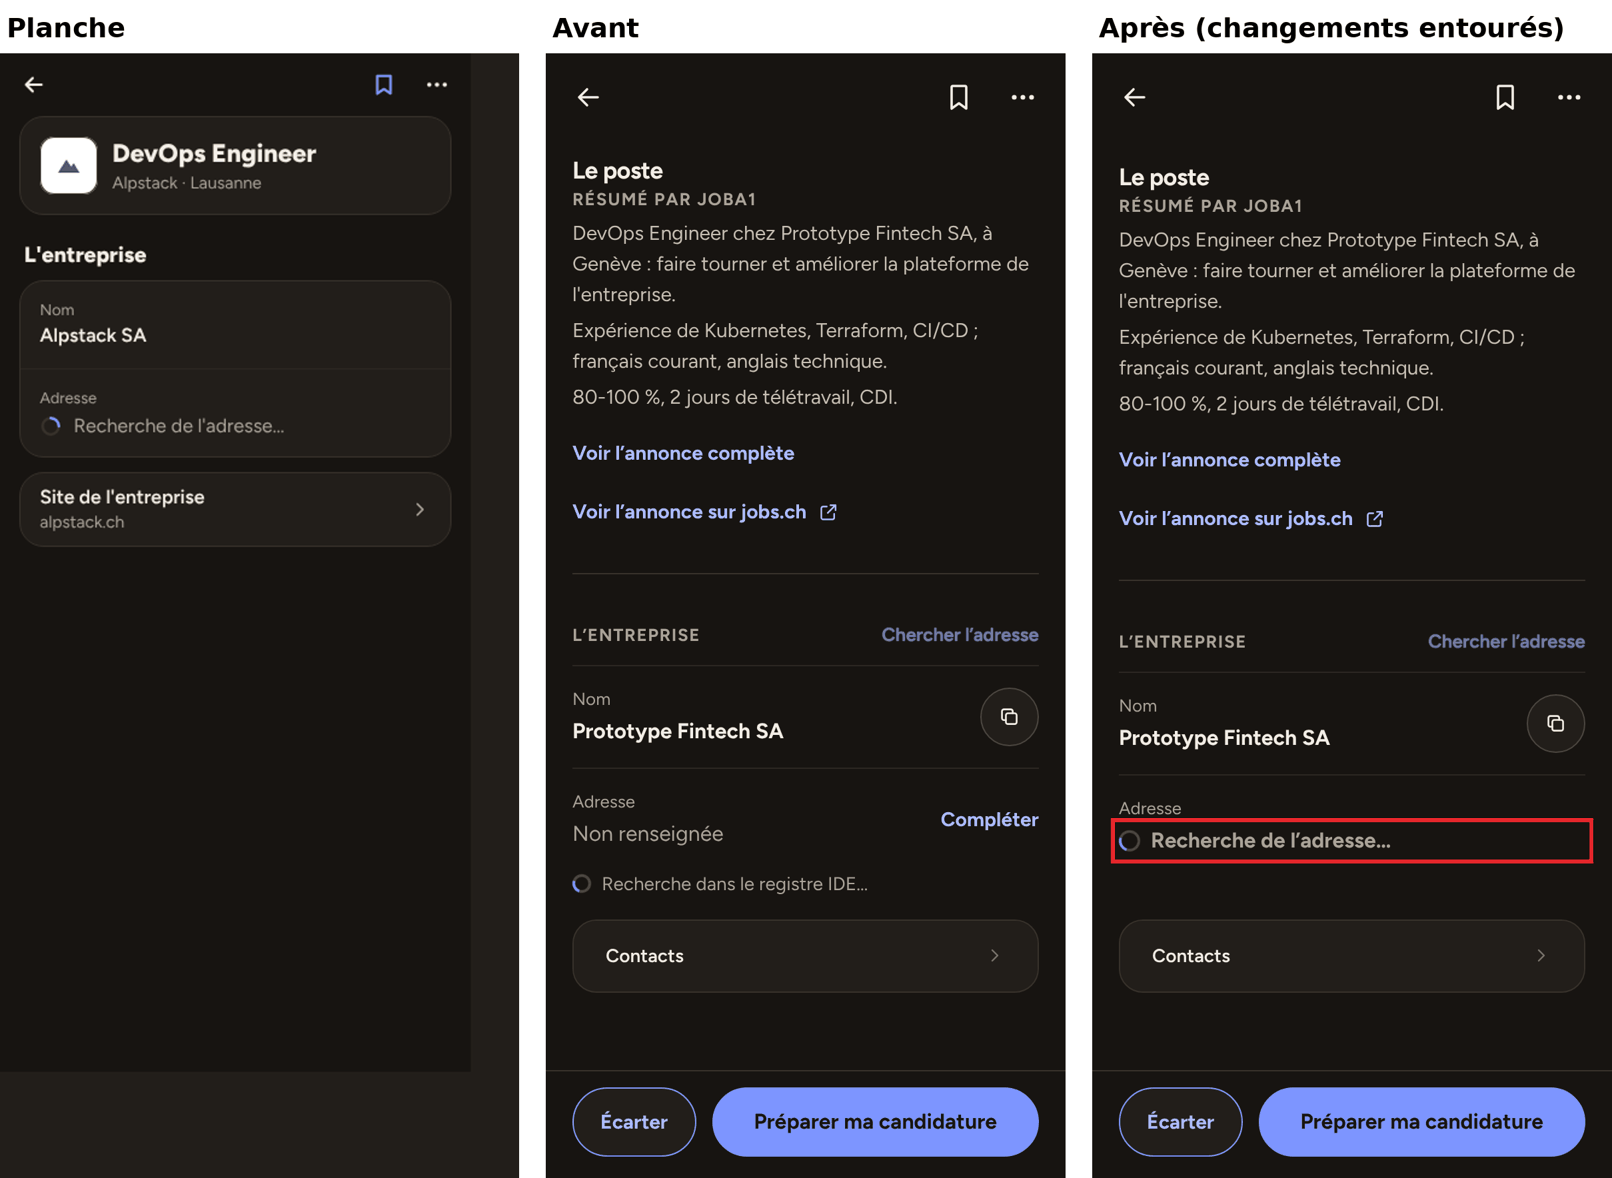 Planche
DevOps Engineer
Alpstack · Lausanne
L'entreprise
Nom
Alpstack SA
Adresse
Recherche de l'adresse...
Site de l'entreprise
alpstack.ch
Avant
Le poste
RÉSUMÉ PAR JOBA1
DevOps Engineer chez Prototype Fintech SA, à
Genève : faire tourner et améliorer la plateforme de
l'entreprise.
Expérience de Kubernetes, Terraform, CI/CD ;
français courant, anglais technique.
80-100 %, 2 jours de télétravail, CDI.
Voir l’annonce complète
Voir l’annonce sur jobs.ch
L’ENTREPRISE
Chercher l’adresse
Nom
Prototype Fintech SA
Adresse
Non renseignée
Compléter
Recherche dans le registre IDE...
Contacts
Écarter
Préparer ma candidature
Après (changements entourés)
Le poste
RÉSUMÉ PAR JOBA1
DevOps Engineer chez Prototype Fintech SA, à
Genève : faire tourner et améliorer la plateforme de
l'entreprise.
Expérience de Kubernetes, Terraform, CI/CD ;
français courant, anglais technique.
80-100 %, 2 jours de télétravail, CDI.
Voir l’annonce complète
Voir l’annonce sur jobs.ch
L’ENTREPRISE
Chercher l’adresse
Nom
Prototype Fintech SA
Adresse
Recherche de l’adresse...
Contacts
Écarter
Préparer ma candidature